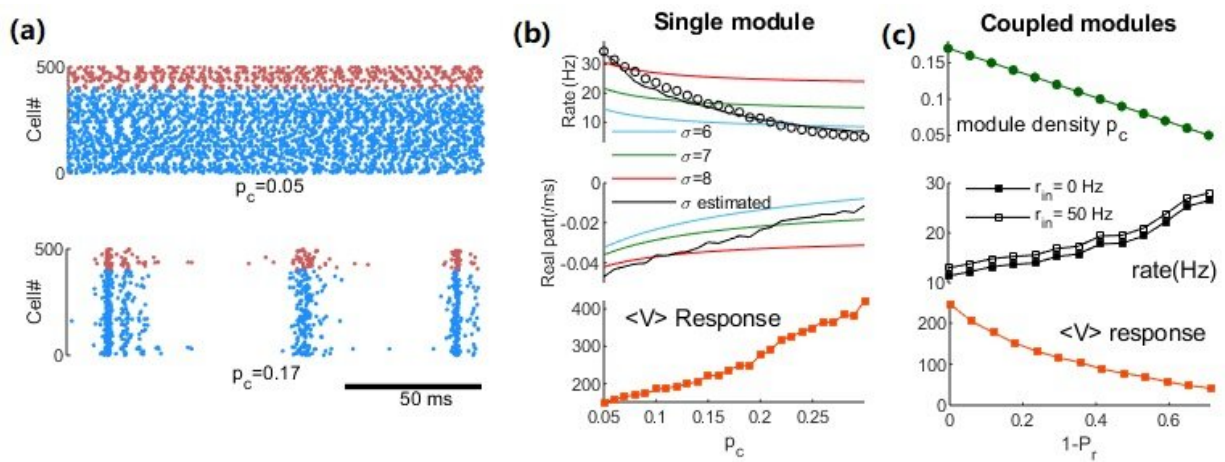 (a)
500
Cell#
0
p_c=0.05
500
Cell#
0
p_c=0.17
50 ms
(b)
Single module
30
20
10
Rate (Hz)
σ=6
σ=7
σ=8
σ estimated
0
-0.02
-0.04
Real part(/ms)
400
300
200
<V> Response
0.05 0.1 0.15 0.2 0.25
p_c
(c)
Coupled modules
0.15
0.1
0.05
module density p_c
30
20
10
r_in= 0 Hz
r_in= 50 Hz
rate(Hz)
200
100
0
<V> response
0 0.2 0.4 0.6
1-P_r